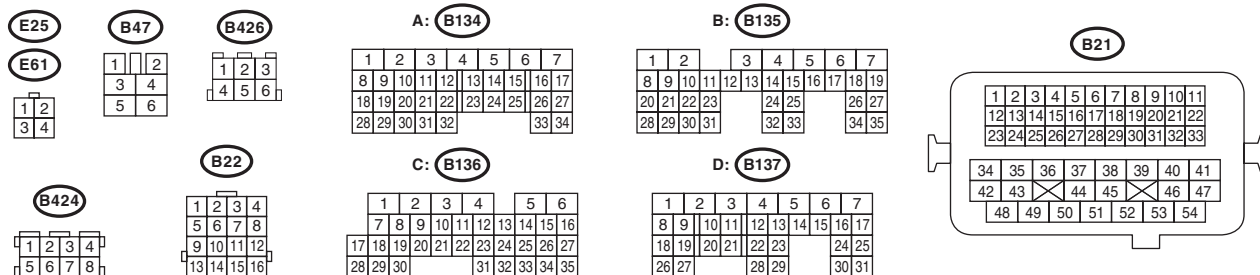 E25
E61
1 2
3 4
B47
1 2
3 4
5 6
B426
1 2 3
4 5 6
B424
1 2 3 4
5 6 7 8
B22
1 2 3 4
5 6 7 8
9 10 11 12
13 14 15 16
A: B134
1 2 3 4 5 6 7
8 9 10 11 12 13 14 15 16 17
18 19 20 21 22 23 24 25 26 27
28 29 30 31 32 33 34
B: B135
1 2 3 4 5 6 7
8 9 10 11 12 13 14 15 16 17 18 19
20 21 22 23 24 25 26 27
28 29 30 31 32 33 34 35
C: B136
1 2 3 4 5 6
7 8 9 10 11 12 13 14 15 16
17 18 19 20 21 22 23 24 25 26 27
28 29 30 31 32 33 34 35
D: B137
1 2 3 4 5 6 7
8 9 10 11 12 13 14 15 16 17
18 19 20 21 22 23 24 25
26 27 28 29 30 31
B21
1 2 3 4 5 6 7 8 9 10 11
12 13 14 15 16 17 18 19 20 21 22
23 24 25 26 27 28 29 30 31 32 33
34 35 36 37 38 39 40 41
42 43 44 45 46 47
48 49 50 51 52 53 54